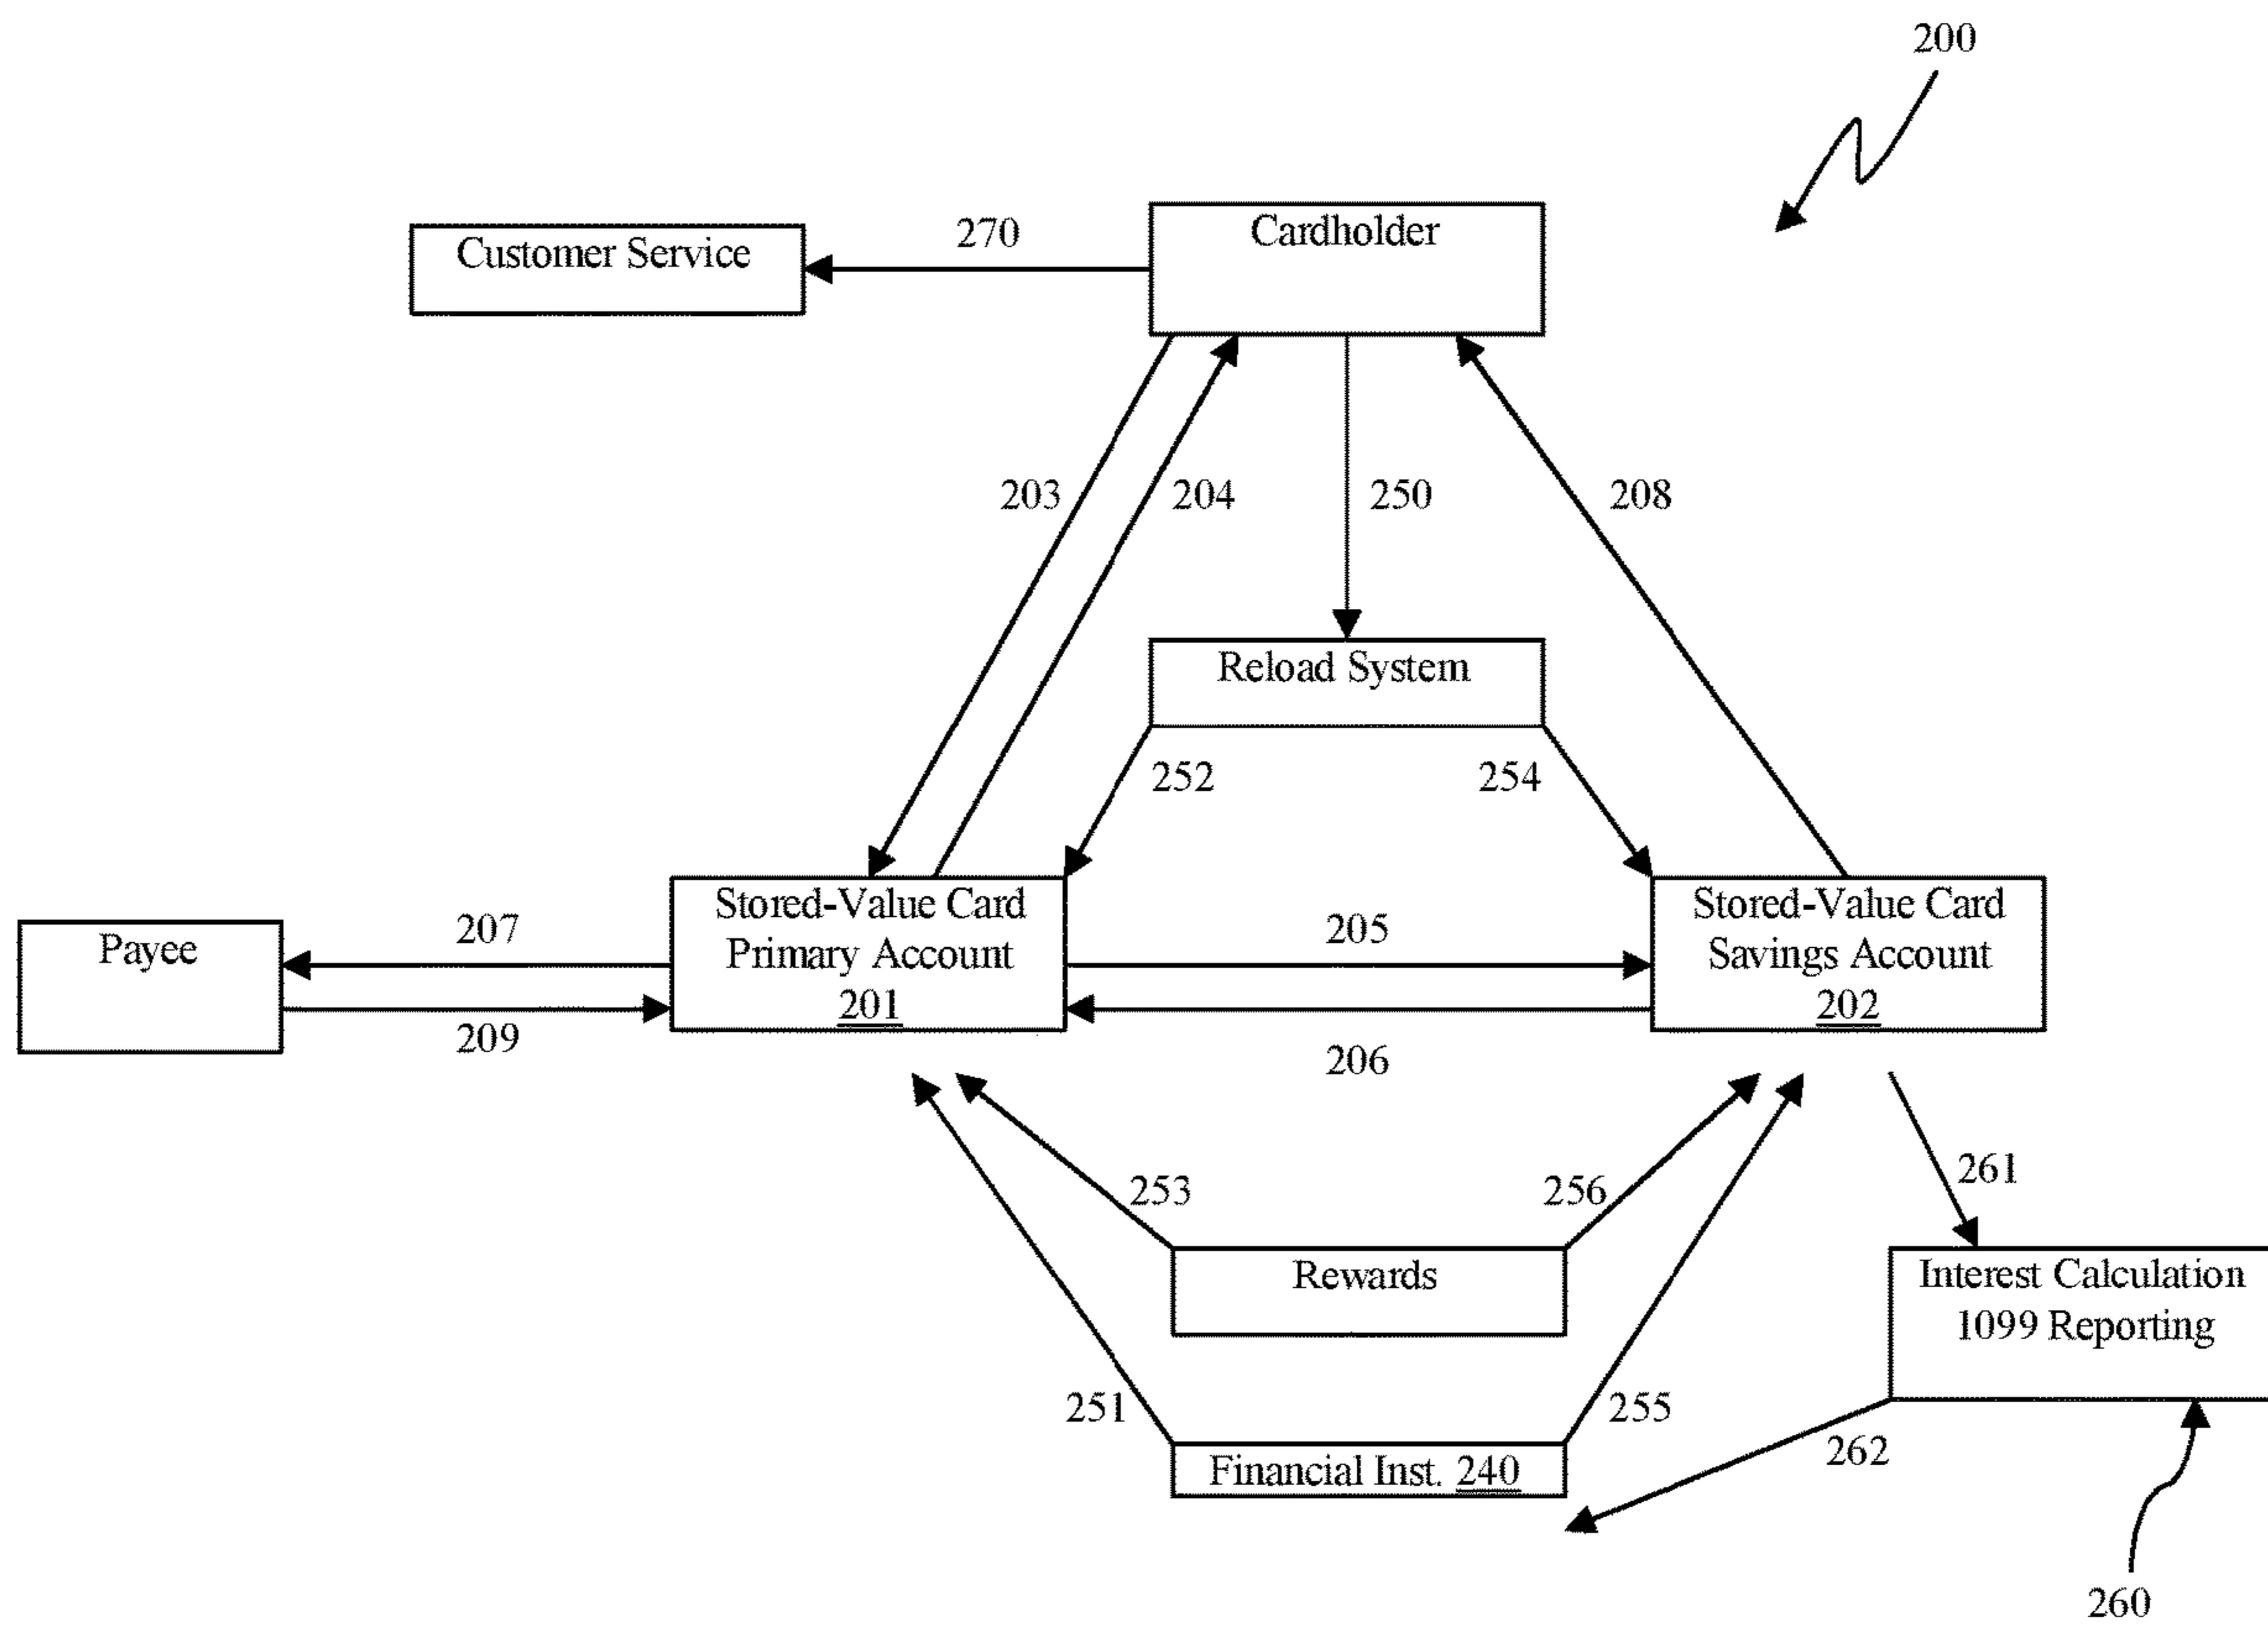 200
270
Cardholder
Customer Service
203
204
250
208
Reload System
252
254
Stored-Value Card
Primary Account
201
Stored-Value Card
Savings Account
202
Payee
207
209
205
206
253
256
261
Rewards
Interest Calculation
1099 Reporting
251
255
262
Financial Inst. 240
260